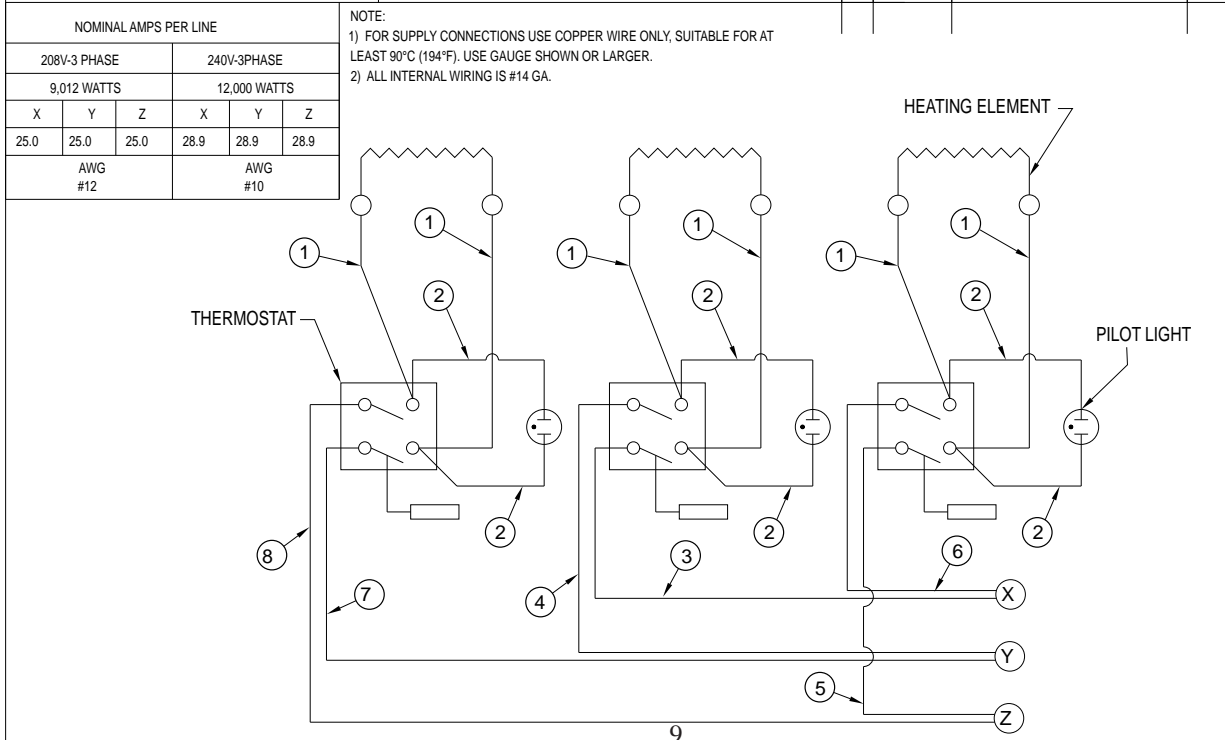 NOMINAL AMPS PER LINE
208V-3 PHASE 240V-3PHASE
9,012 WATTS 12,000 WATTS
X Y Z X Y Z
25.0 25.0 25.0 28.9 28.9 28.9
AWG AWG
#12 #10
NOTE:
1) FOR SUPPLY CONNECTIONS USE COPPER WIRE ONLY, SUITABLE FOR AT
LEAST 90°C (194°F). USE GAUGE SHOWN OR LARGER.
2) ALL INTERNAL WIRING IS #14 GA.
HEATING ELEMENT
1 1 1 1 1 1
2 2 2
THERMOSTAT
PILOT LIGHT
2 2 2
8 3 6
7 4 X
Y
5
Z
9